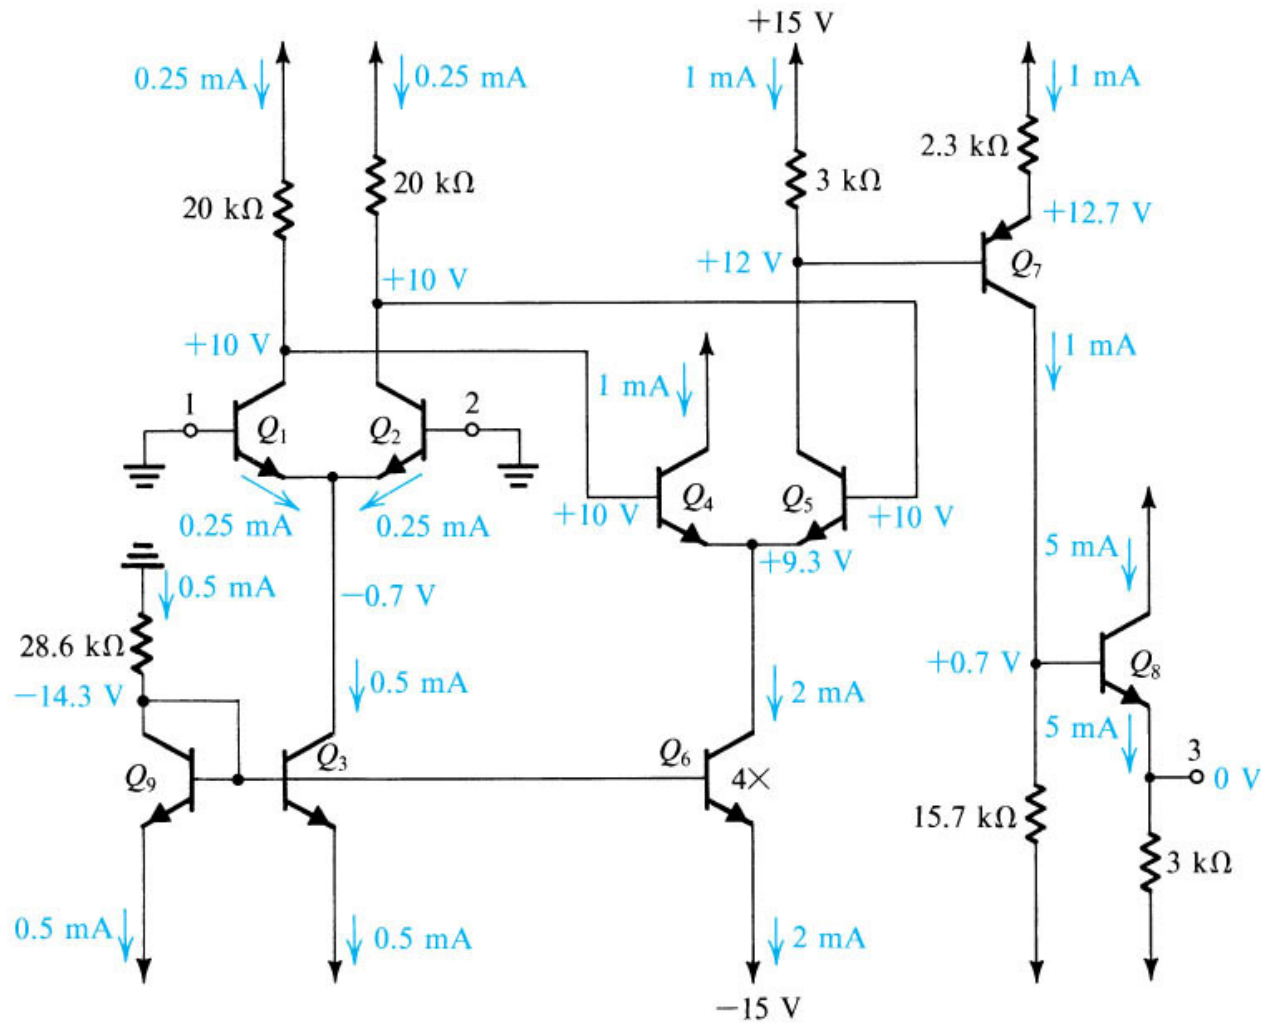 +15 V
0.25 mA
0.25 mA
1 mA
1 mA
2.3 kΩ
20 kΩ
3 kΩ
20 kΩ
+12.7 V
+12 V
Q7
+10 V
+10 V
1 mA
1 mA
1
2
Q1
Q2
Q4
Q5
+10 V
+10 V
0.25 mA
0.25 mA
5 mA
+9.3 V
0.5 mA
−0.7 V
28.6 kΩ
+0.7 V
Q8
−14.3 V
0.5 mA
2 mA
5 mA
Q9
Q3
Q6
4×
3
0 V
15.7 kΩ
3 kΩ
0.5 mA
0.5 mA
2 mA
−15 V